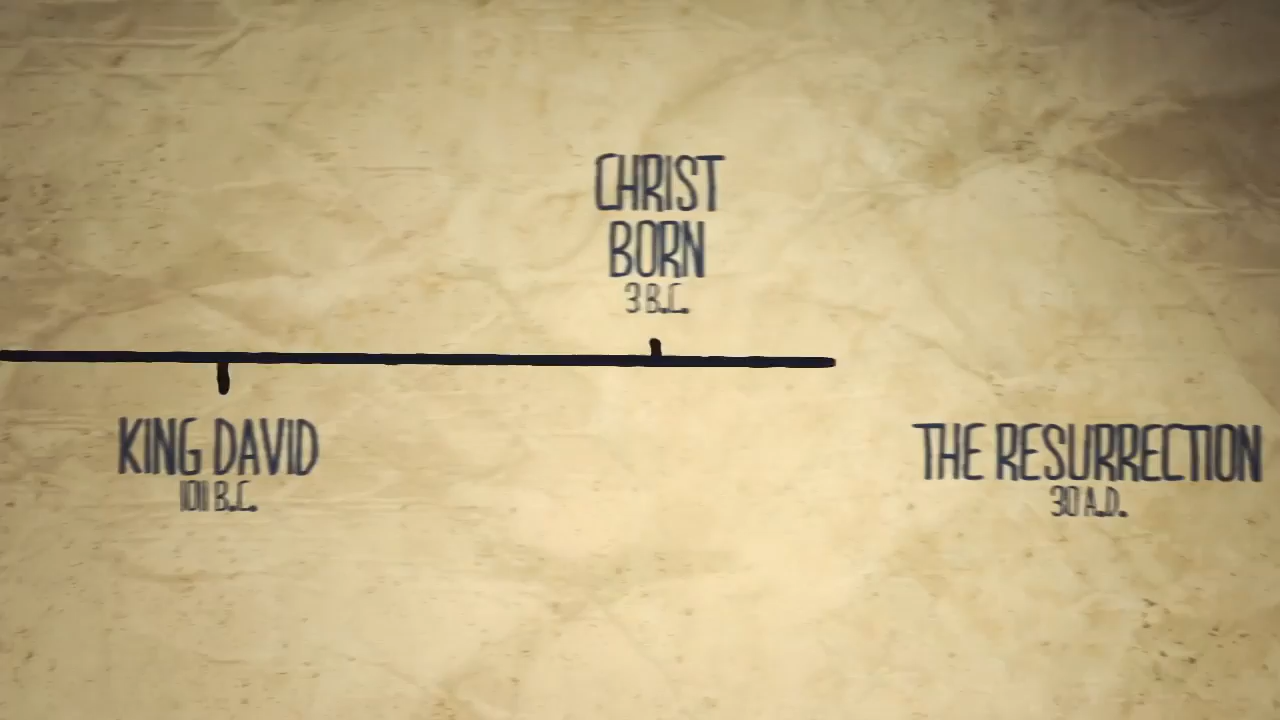 CHRIST
BORN
3 B.C.
KING DAVID
1011 B.C.
THE RESURRECTION
30 A.D.